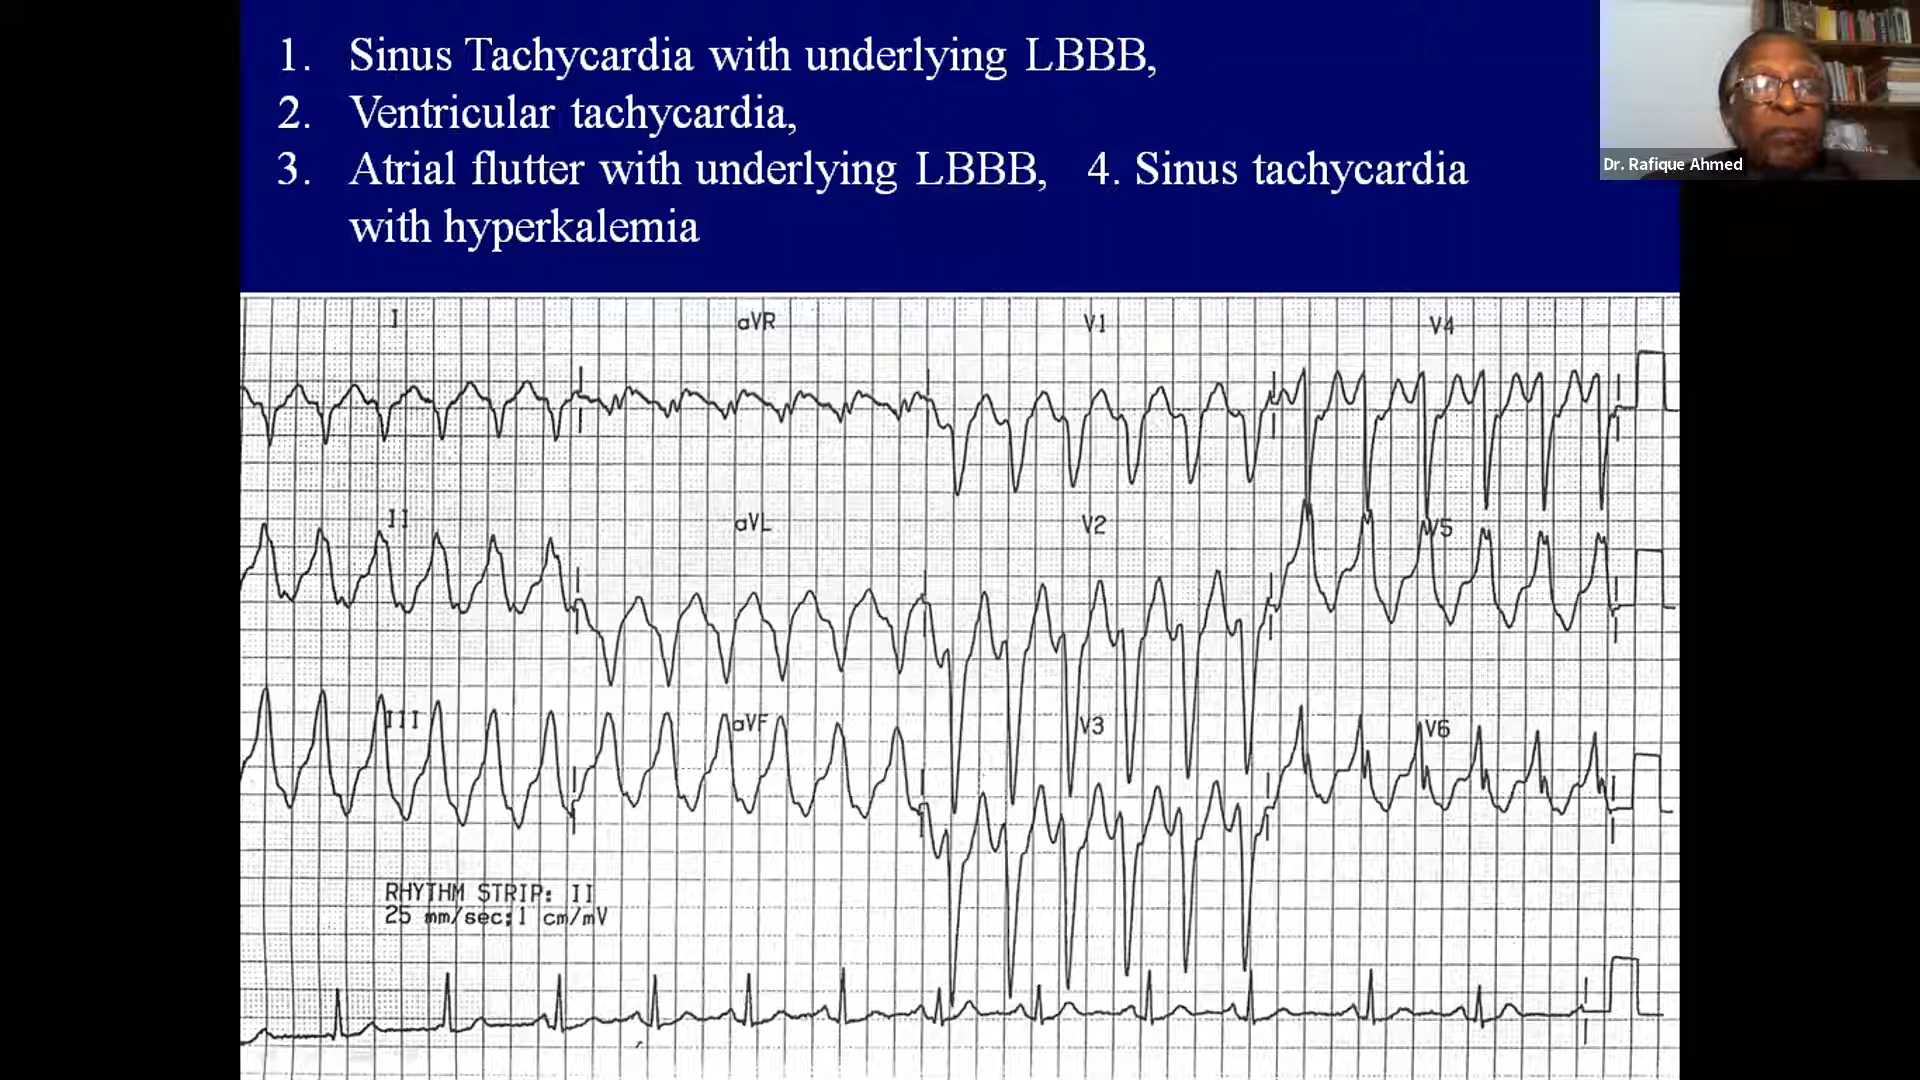 1. Sinus Tachycardia with underlying LBBB,
2. Ventricular tachycardia,
3. Atrial flutter with underlying LBBB, 4. Sinus tachycardia
with hyperkalemia
Dr. Rafique Ahmed
I aVR V1 V4
II aVL V2 V5
III aVF V3 V6
RHYTHM STRIP: II
25 mm/sec;1 cm/mV